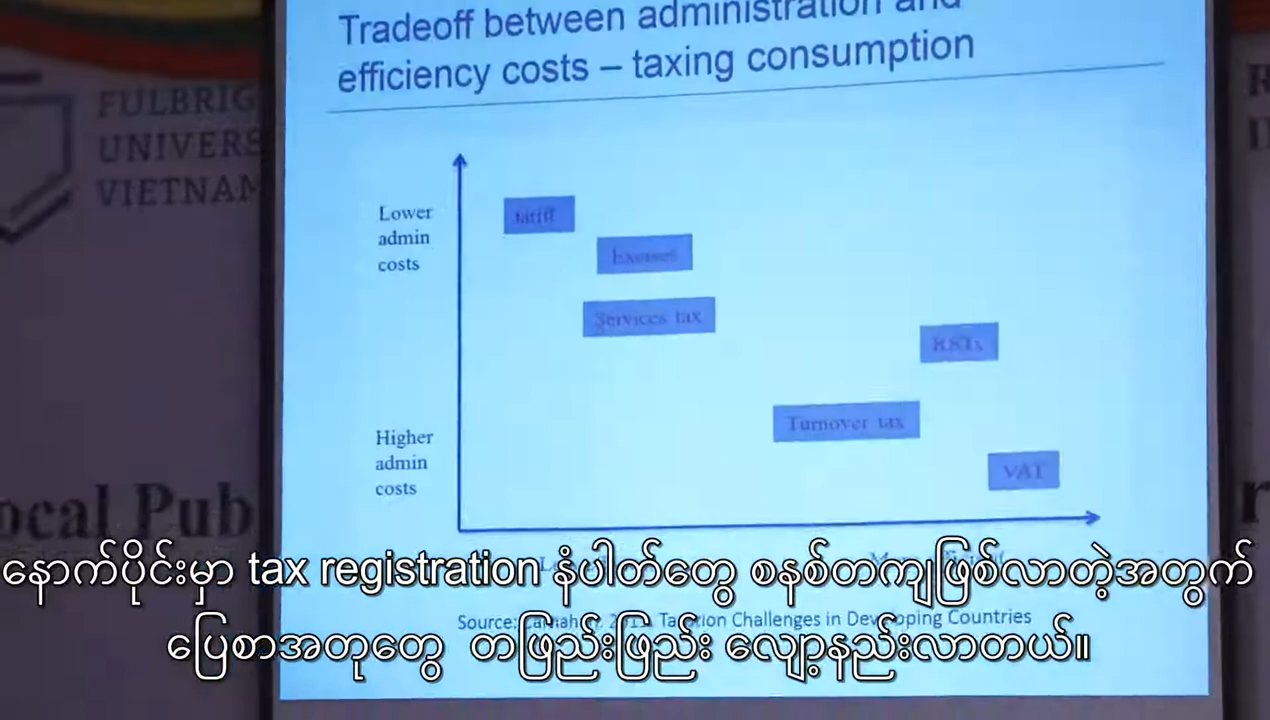 Tradeoff between administration and
efficiency costs – taxing consumption
FULBRIG
UNIVERS
VIETNAM
Lower
admin
costs
Tariff
Excises
Services tax
RSTx
Turnover tax
VAT
Higher
admin
costs
ocal Pub
နောက်ပိုင်းမှာ tax registration နံပါတ်တွေ စနစ်တကျဖြစ်လာတဲ့အတွက်
Source: Taxation Challenges in Developing Countries
ပြေစာအတုတွေ တဖြည်းဖြည်း လျော့နည်းလာတယ်။